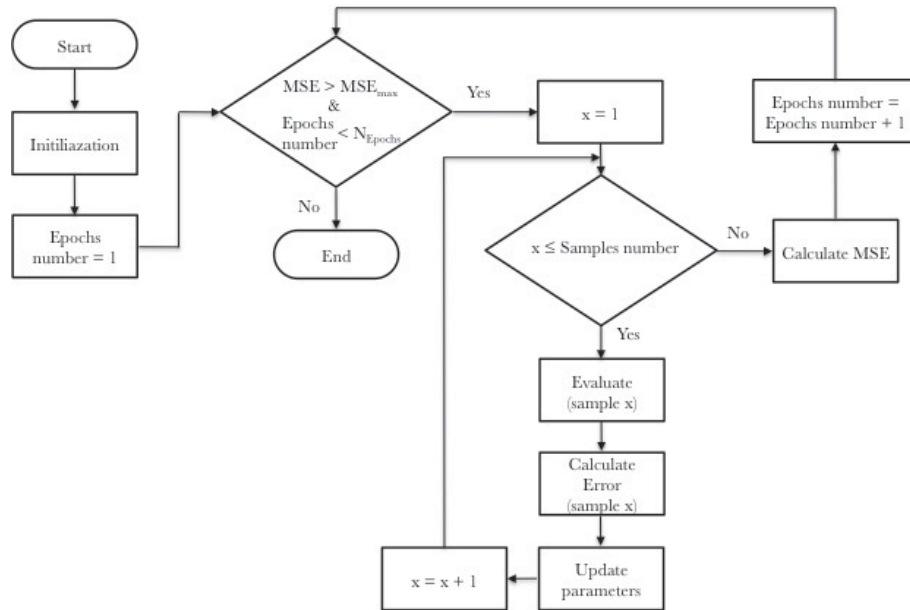 Start
Initiliazation
Epochs
number = 1
MSE > MSEmax
&
Epochs
number < NEpochs
Yes
No
End
x = 1
x ≤ Samples number
No
Calculate MSE
Epochs number =
Epochs number + 1
Yes
Evaluate
(sample x)
Calculate
Error
(sample x)
Update
parameters
x = x + 1